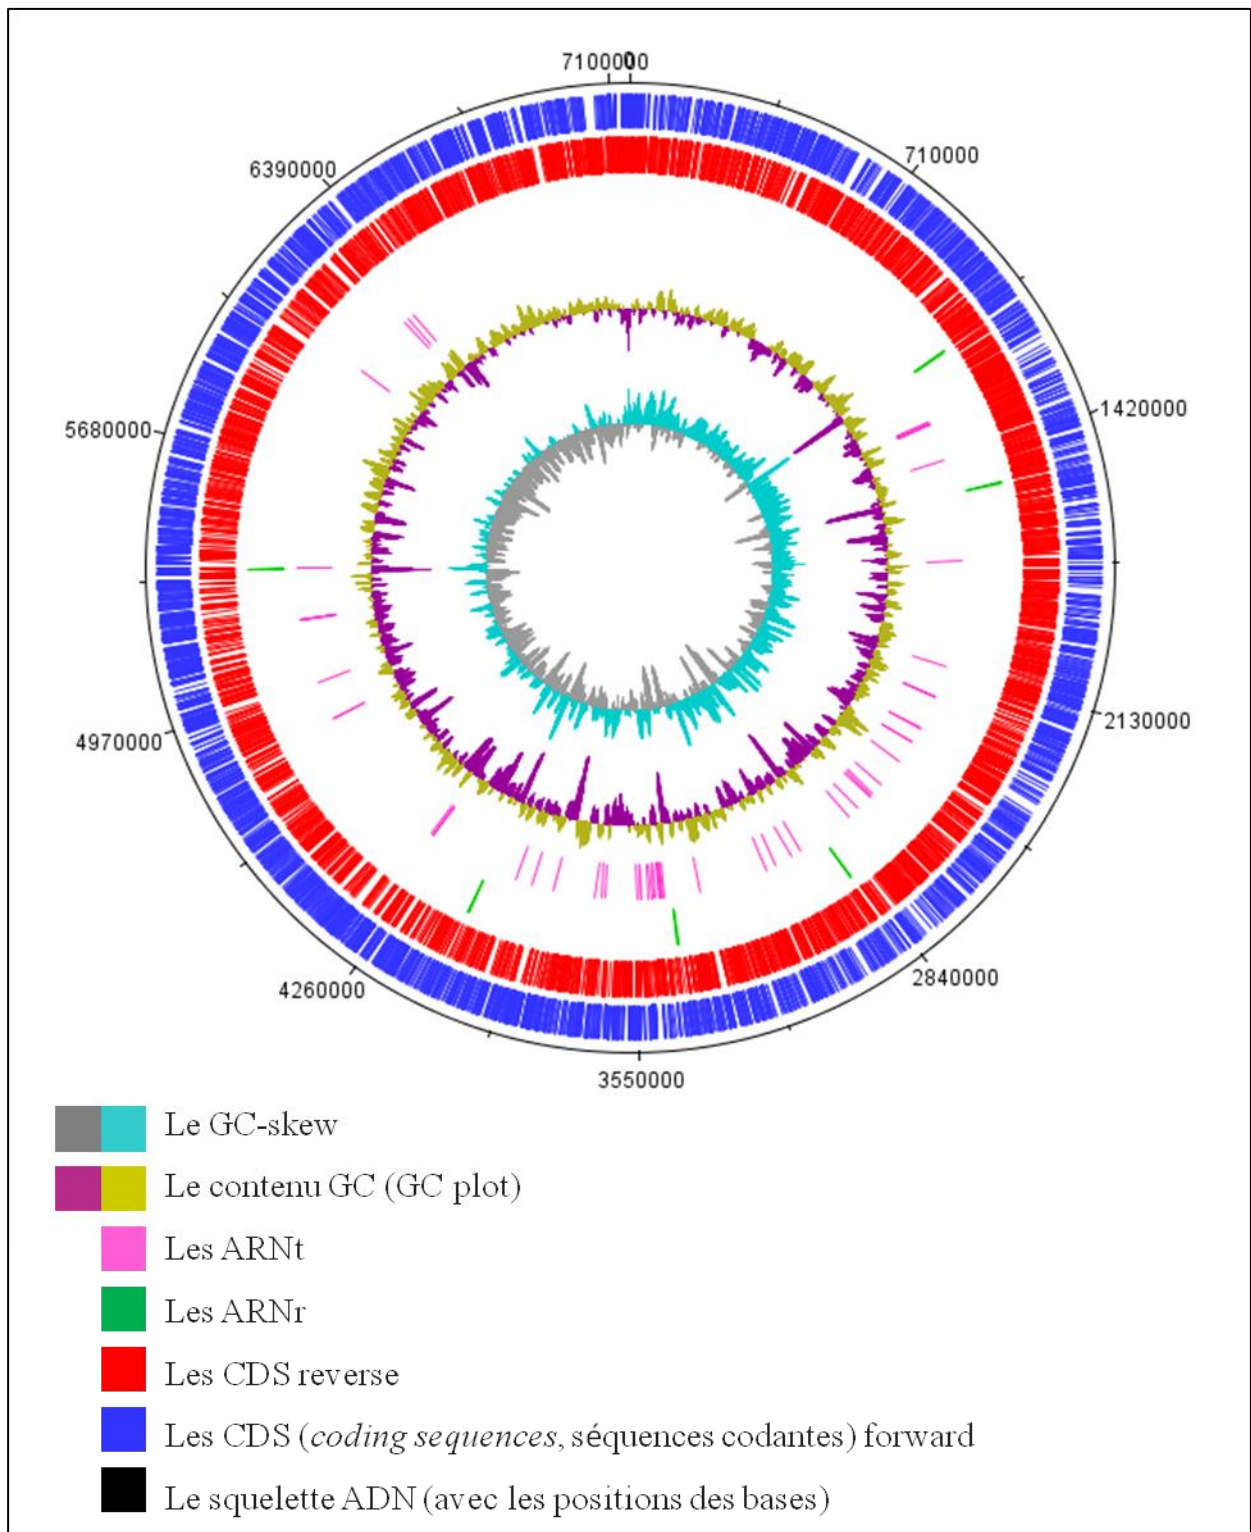 7100000
0
710000
6390000
1420000
5680000
2130000
4970000
2840000
4260000
3550000
Le GC-skew
Le contenu GC (GC plot)
Les ARNt
Les ARNr
Les CDS reverse
Les CDS (coding sequences, séquences codantes) forward
Le squelette ADN (avec les positions des bases)